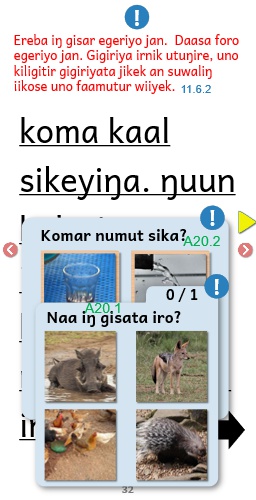 Ereba iŋ gisar egeriyo jan. Daasa foro
egeriyo jan. Gigiriya irnik utuŋire, uno
kiligitir gigiriyata jikek an suwaliŋ
iikose uno faamutur wiiyek. 11.6.2
koma kaal
sikeyiŋa. ŋuun
Komar numut sika?
A20.2
0 / 1
A20.1
Naa iŋ gisata iro?
32